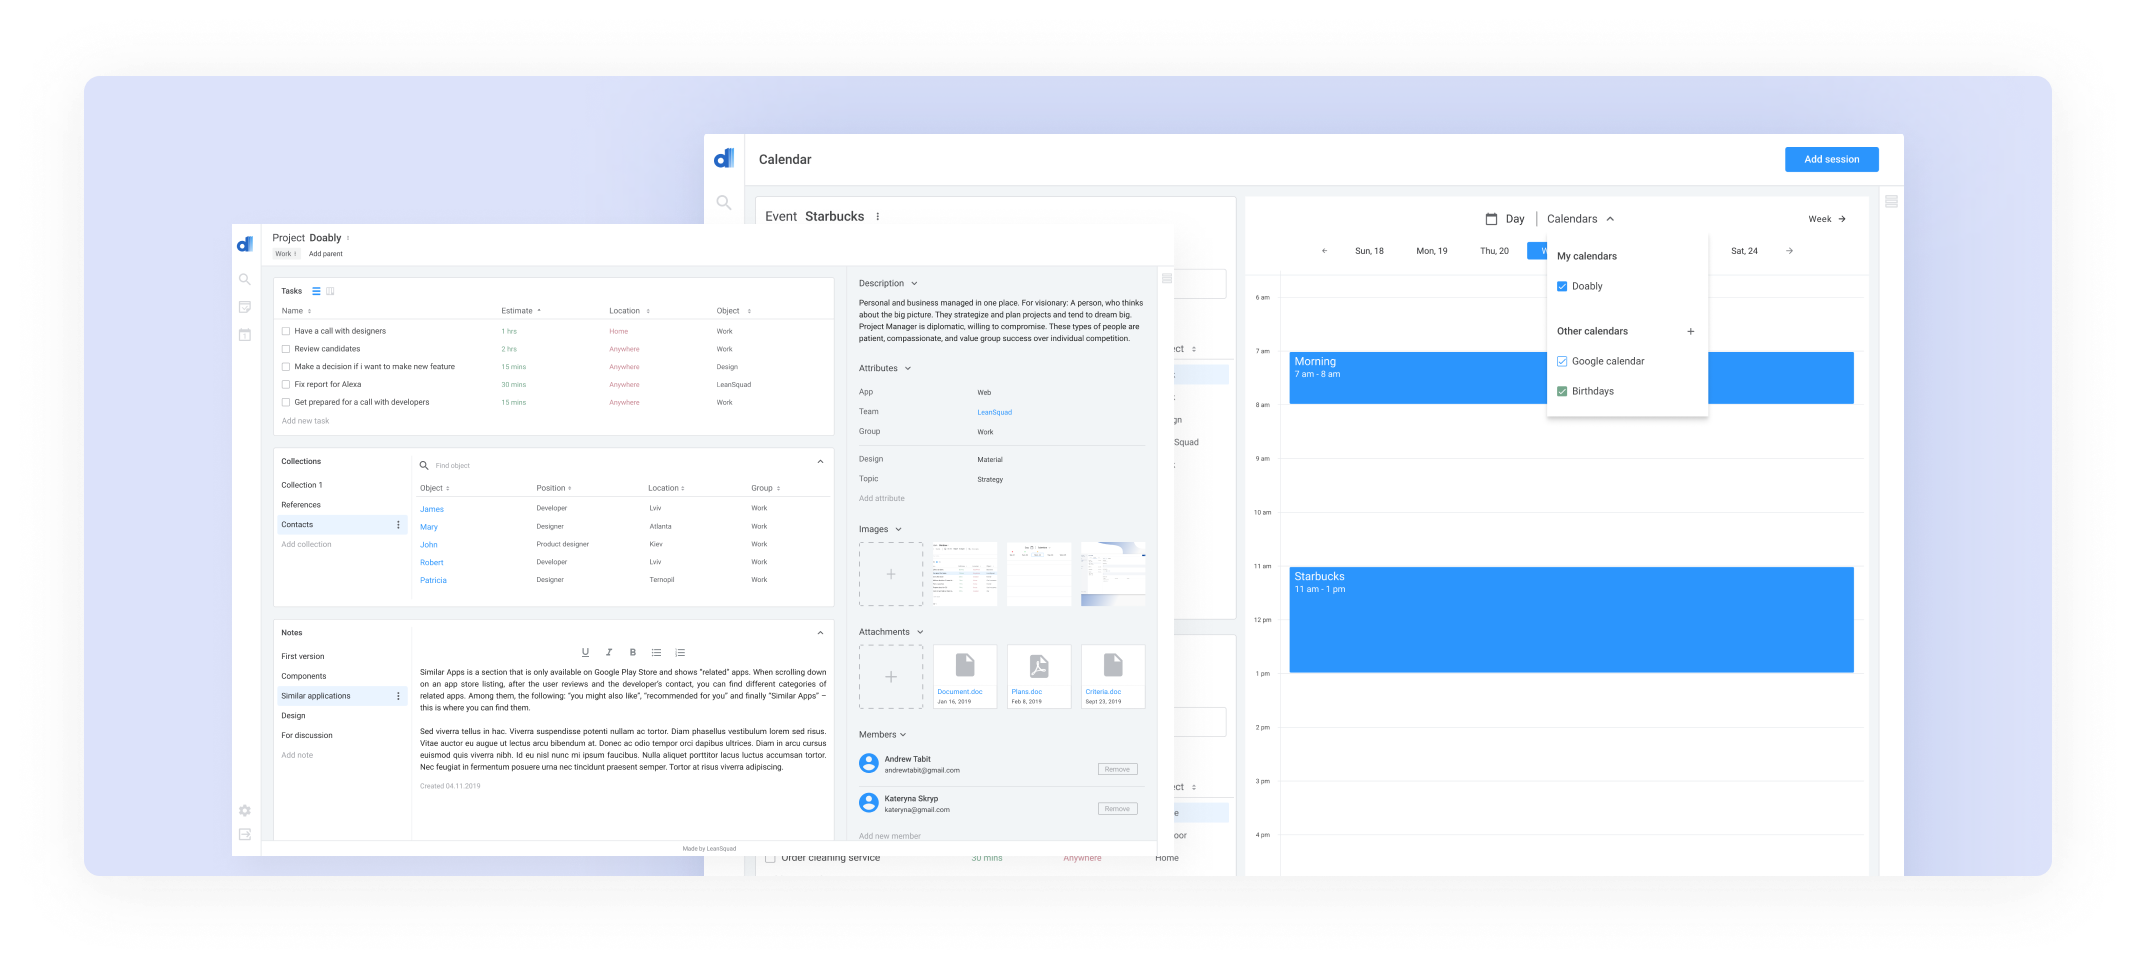 Calendar
Add session
Event Starbucks
Day
Calendars
Week
Sun, 18
Mon, 19
Thu, 20
Sat, 24
My calendars
Doably
Other calendars
Google calendar
Birthdays
6 am
7 am
Morning
7 am - 8 am
8 am
9 am
10 am
11 am
Starbucks
11 am - 1 pm
12 pm
1 pm
2 pm
3 pm
4 pm
Squad
Order cleaning service 30 mins Anywhere Home
Project Doably
Work
Add parent
Tasks
Name Estimate Location Object
Have a call with designers 1 hrs Home Work
Review candidates 2 hrs Anywhere Work
Make a decision if i want to make new feature 15 mins Anywhere Design
Fix report for Alexa 30 mins Anywhere LeanSquad
Get prepared for a call with developers 15 mins Anywhere Work
Add new task
Collections
Collection 1
References
Contacts
Add collection
Find object
Object Position Location Group
James Developer Lviv Work
Mary Designer Atlanta Work
John Product designer Kiev Work
Robert Developer Lviv Work
Patricia Designer Ternopil Work
Notes
First version
Components
Similar applications
Design
For discussion
Add note
U I B
Similar Apps is a section that is only available on Google Play Store and shows “related” apps. When scrolling down
on an app store listing, after the user reviews and the developer’s contact, you can find different categories of
related apps. Among them, the following: “you might also like”, “recommended for you” and finally “Similar Apps” –
this is where you can find them.
Sed viverra tellus in hac. Viverra suspendisse potenti nullam ac tortor. Diam phasellus vestibulum lorem sed risus.
Vitae auctor eu augue ut lectus arcu bibendum at. Donec ac odio tempor orci dapibus ultrices. Diam in arcu cursus
euismod quis viverra nibh. Id eu nisl nunc mi ipsum faucibus. Nulla aliquet porttitor lacus luctus accumsan tortor.
Nec feugiat in fermentum posuere urna nec tincidunt praesent semper. Tortor at risus viverra adipiscing.
Created 04.11.2019
Description
Personal and business managed in one place. For visionary: A person, who thinks
about the big picture. They strategize and plan projects and tend to dream big.
Project Manager is diplomatic, willing to compromise. These types of people are
patient, compassionate, and value group success over individual competition.
Attributes
App Web
Team LeanSquad
Group Work
Design Material
Topic Strategy
Add attribute
Images
Attachments
Document.doc
Jan 16, 2019
Plans.doc
Feb 8, 2019
Criteria.doc
Sept 23, 2019
Members
Andrew Tabit
andrewtabit@gmail.com
Remove
Kateryna Skryp
kateryna@gmail.com
Remove
Add new member
Made by LeanSquad